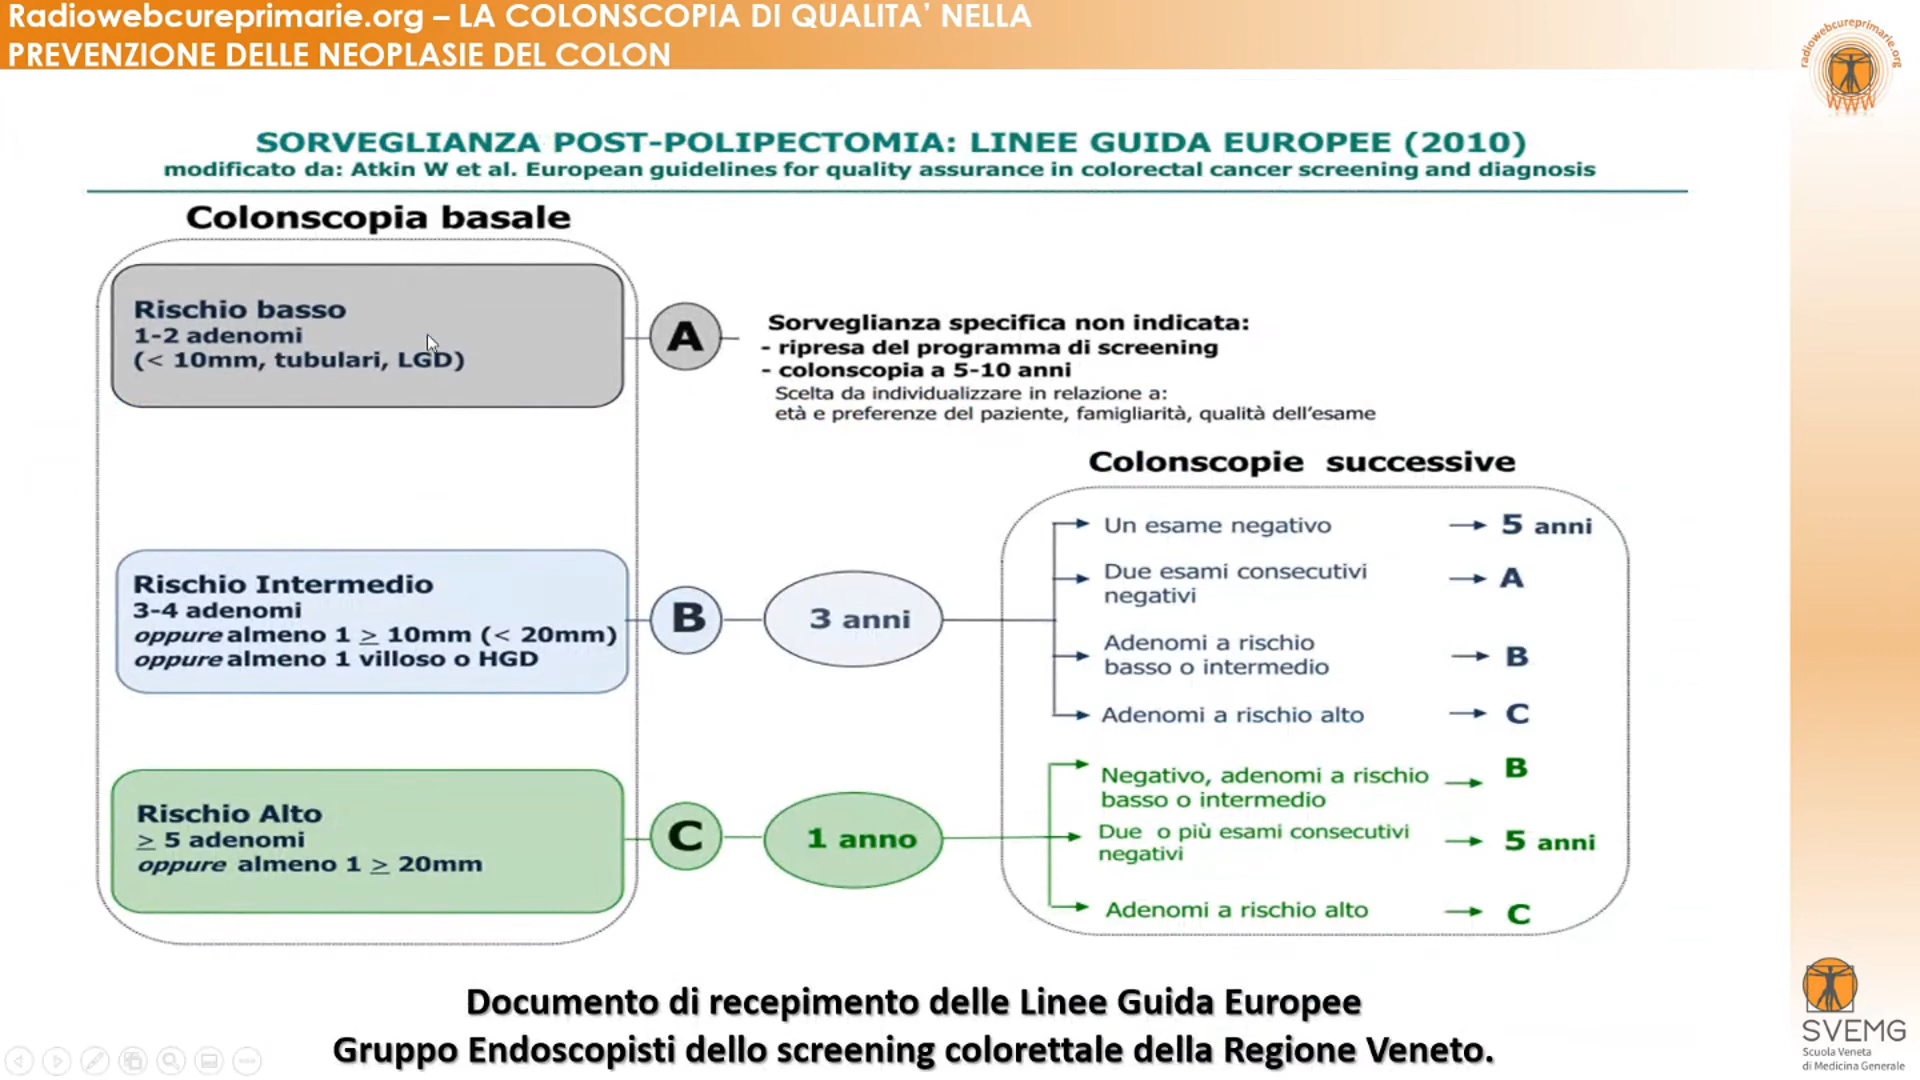 Radiowebcureprimarie.org – LA COLONSCOPIA DI QUALITA’ NELLA
PREVENZIONE DELLE NEOPLASIE DEL COLON
radiowebcureprimarie.org
WWW
SORVEGLIANZA POST-POLIPECTOMIA: LINEE GUIDA EUROPEE (2010)
modificato da: Atkin W et al. European guidelines for quality assurance in colorectal cancer screening and diagnosis
Colonscopia basale
Rischio basso
1-2 adenomi
(< 10mm, tubulari, LGD)
A
Sorveglianza specifica non indicata:
- ripresa del programma di screening
- colonscopia a 5-10 anni
Scelta da individualizzare in relazione a:
età e preferenze del paziente, famigliarità, qualità dell’esame
Colonscopie successive
Rischio Intermedio
3-4 adenomi
oppure almeno 1 ≥ 10mm (< 20mm)
oppure almeno 1 villoso o HGD
B
3 anni
Un esame negativo → 5 anni
Due esami consecutivi
negativi → A
Adenomi a rischio
basso o intermedio → B
Adenomi a rischio alto → C
Rischio Alto
≥ 5 adenomi
oppure almeno 1 ≥ 20mm
C
1 anno
Negativo, adenomi a rischio
basso o intermedio → B
Due o più esami consecutivi
negativi → 5 anni
Adenomi a rischio alto → C
Documento di recepimento delle Linee Guida Europee
Gruppo Endoscopisti dello screening colorettale della Regione Veneto.
SVEMG
Scuola Veneta
di Medicina Generale